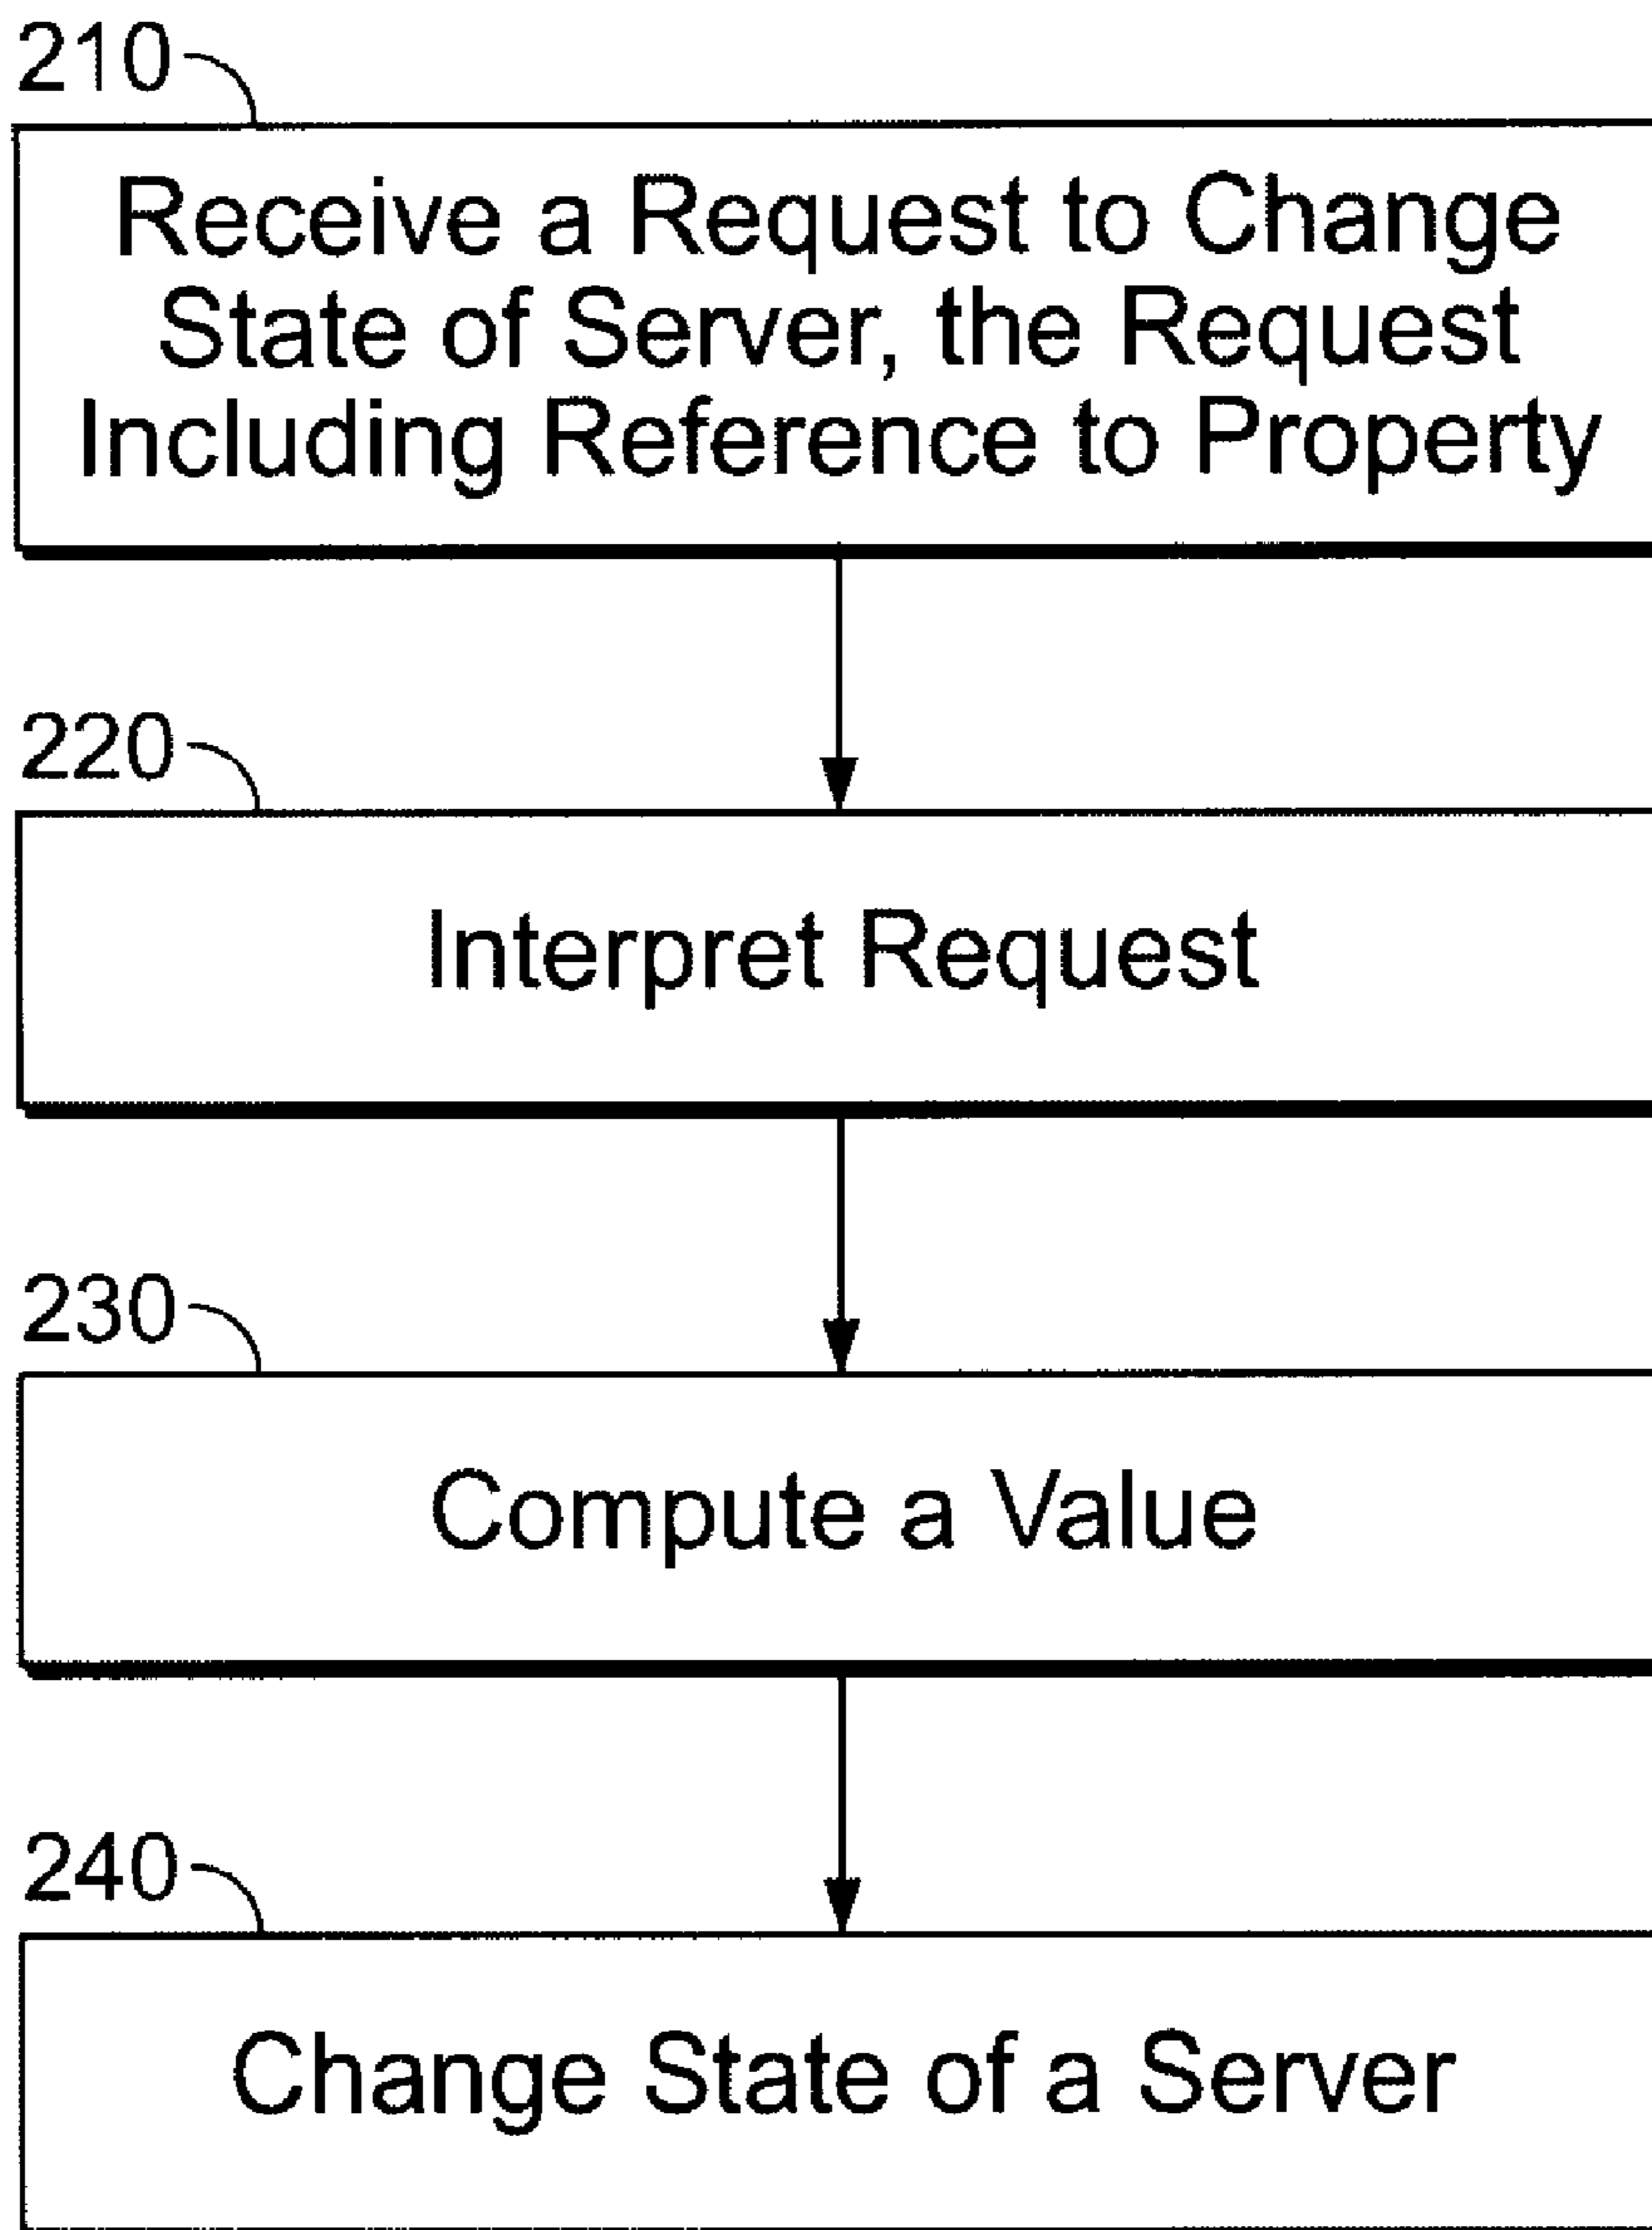 210
Receive a Request to Change
State of Server, the Request
Including Reference to Property
220
Interpret Request
230
Compute a Value
240
Change State of a Server